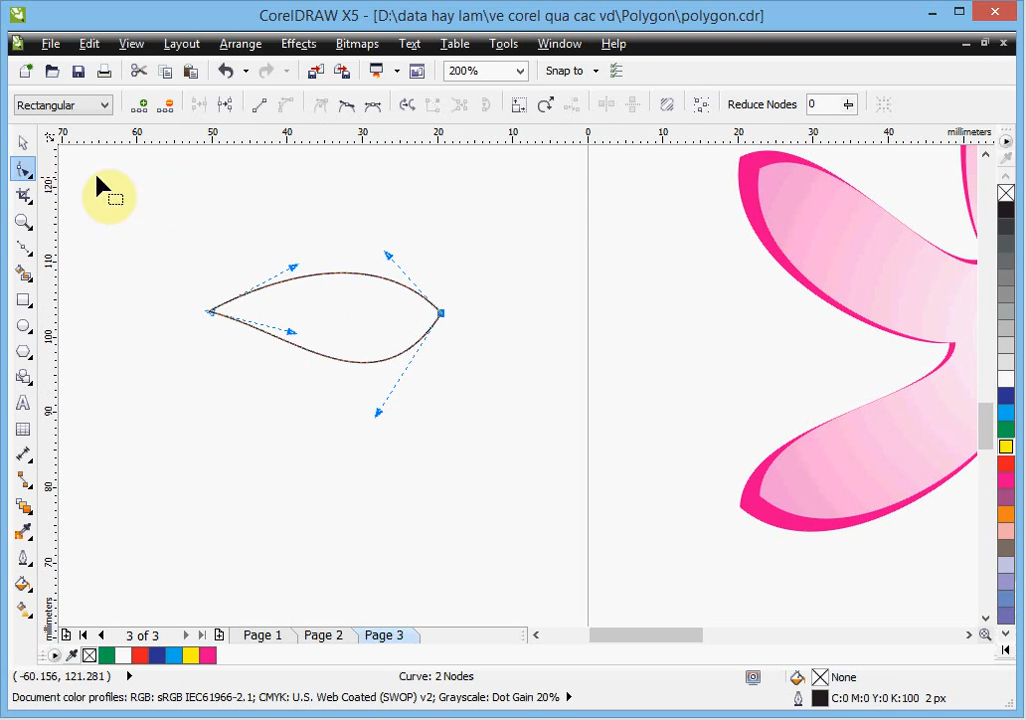 CorelDRAW X5 - [D:\data hay lam\ve corel qua cac vd\Polygon\polygon.cdr]
File Edit View Layout Arrange Effects Bitmaps Text Table Tools Window Help
200% Snap to
Rectangular Reduce Nodes 0
70 60 50 40 30 20 10 0 10 20 30 40 millimeters
120
110
100
90
80
70
millimeters
3 of 3 Page 1 Page 2 Page 3
( -60.156, 121.281 ) Curve: 2 Nodes None
Document color profiles: RGB: sRGB IEC61966-2.1; CMYK: U.S. Web Coated (SWOP) v2; Grayscale: Dot Gain 20% C:0 M:0 Y:0 K:100 2 px